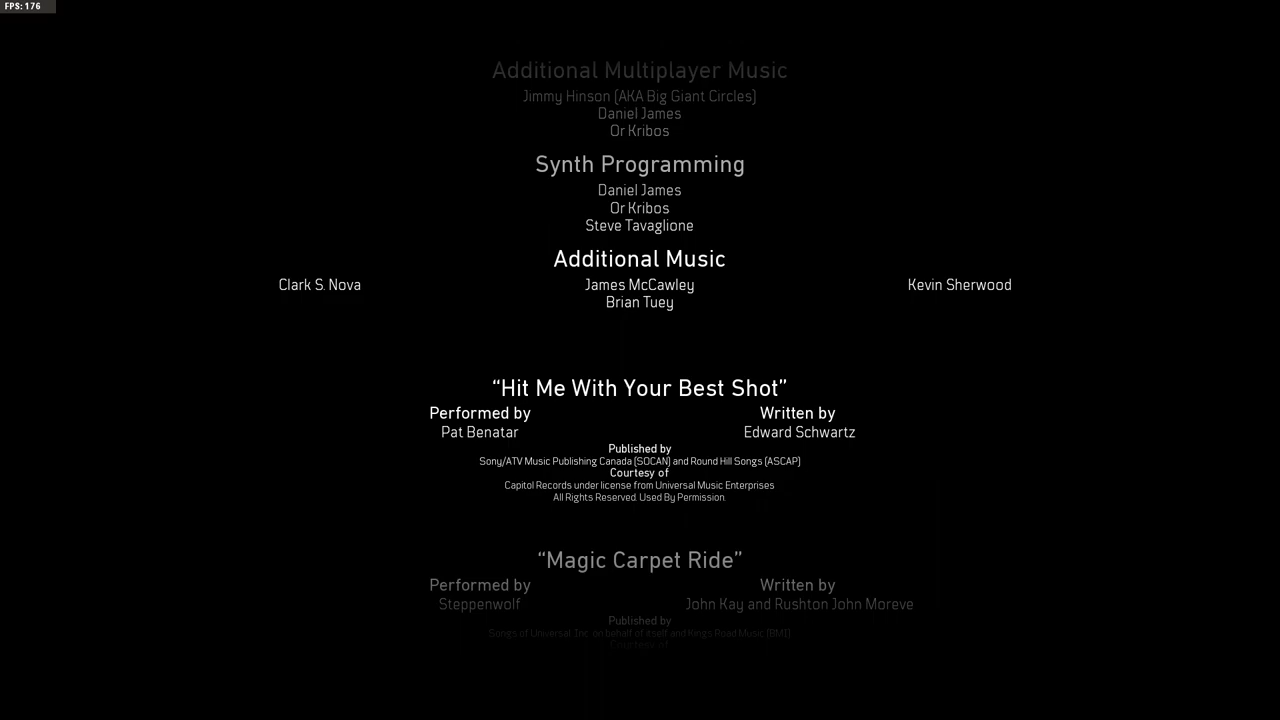 FPS: 176
Additional Multiplayer Music
Jimmy Hinson (AKA Big Giant Circles)
Daniel James
Or Kribos
Synth Programming
Daniel James
Or Kribos
Steve Tavaglione
Additional Music
Clark S. Nova James McCawley Kevin Sherwood
Brian Tuey
“Hit Me With Your Best Shot”
Performed by Written by
Pat Benatar Edward Schwartz
Published by
Sony/ATV Music Publishing Canada (SOCAN) and Round Hill Songs (ASCAP)
Courtesy of
Capitol Records under license from Universal Music Enterprises
All Rights Reserved. Used By Permission.
“Magic Carpet Ride”
Performed by Written by
Steppenwolf John Kay and Rushton John Moreve
Published by
Songs of Universal, Inc. on behalf of itself and Kings Road Music (BMI)
Courtesy of